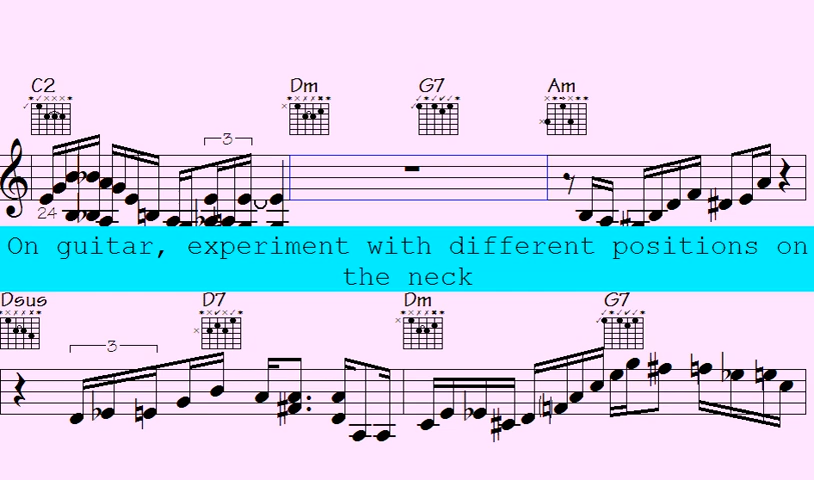 C2 Dm G7 Am
3
24
On guitar, experiment with different positions on
the neck
Dsus D7 Dm G7
3